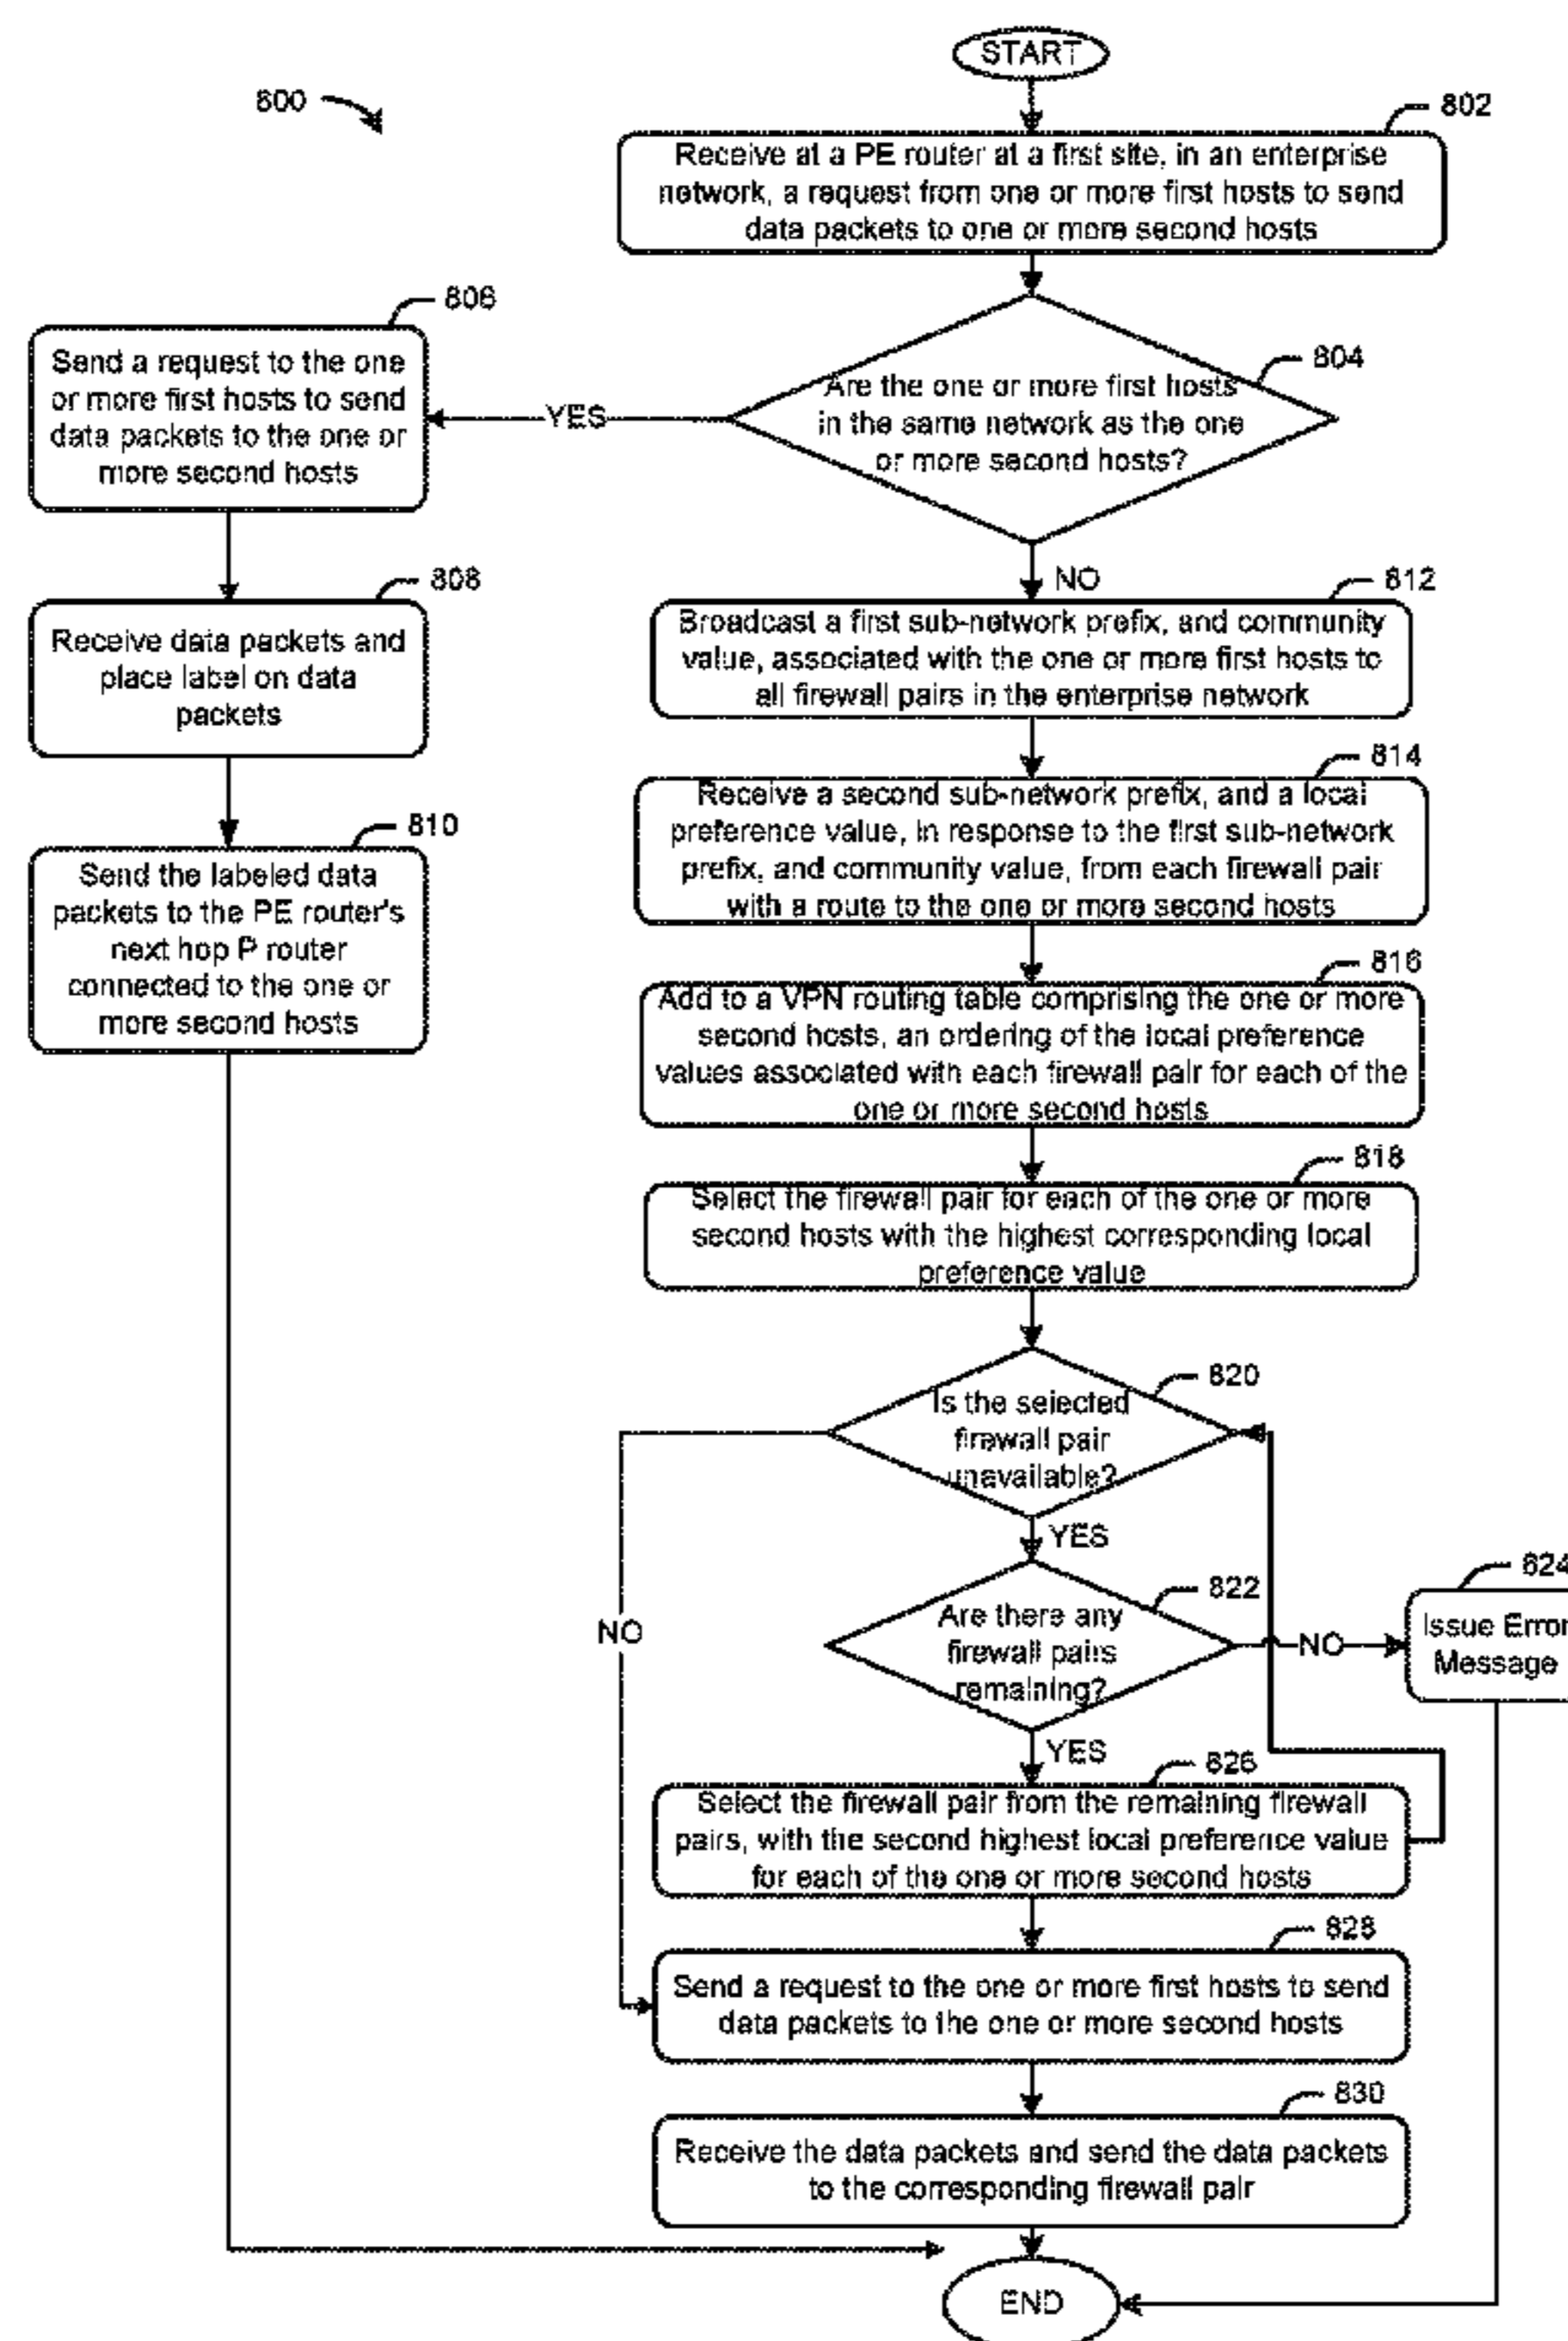 START
800
802
Receive at a PE router at a first site, in an enterprise
network, a request from one or more first hosts to send
data packets to one or more second hosts
804
Are the one or more first hosts
in the same network as the one
or more second hosts?
YES
806
Send a request to the one
or more first hosts to send
data packets to the one or
more second hosts
808
Receive data packets and
place label on data
packets
810
Send the labeled data
packets to the PE router's
next hop P router
connected to the one or
more second hosts
NO
812
Broadcast a first sub-network prefix, and community
value, associated with the one or more first hosts to
all firewall pairs in the enterprise network
814
Receive a second sub-network prefix, and a local
preference value, in response to the first sub-network
prefix, and community value, from each firewall pair
with a route to the one or more second hosts
816
Add to a VPN routing table comprising the one or more
second hosts, an ordering of the local preference
values associated with each firewall pair for each of the
one or more second hosts
818
Select the firewall pair for each of the one or more
second hosts with the highest corresponding local
preference value
820
Is the selected
firewall pair
unavailable?
YES
NO
822
Are there any
firewall pairs
remaining?
NO
824
Issue Error
Message
YES
826
Select the firewall pair from the remaining firewall
pairs, with the second highest local preference value
for each of the one or more second hosts
828
Send a request to the one or more first hosts to send
data packets to the one or more second hosts
830
Receive the data packets and send the data packets
to the corresponding firewall pair
END